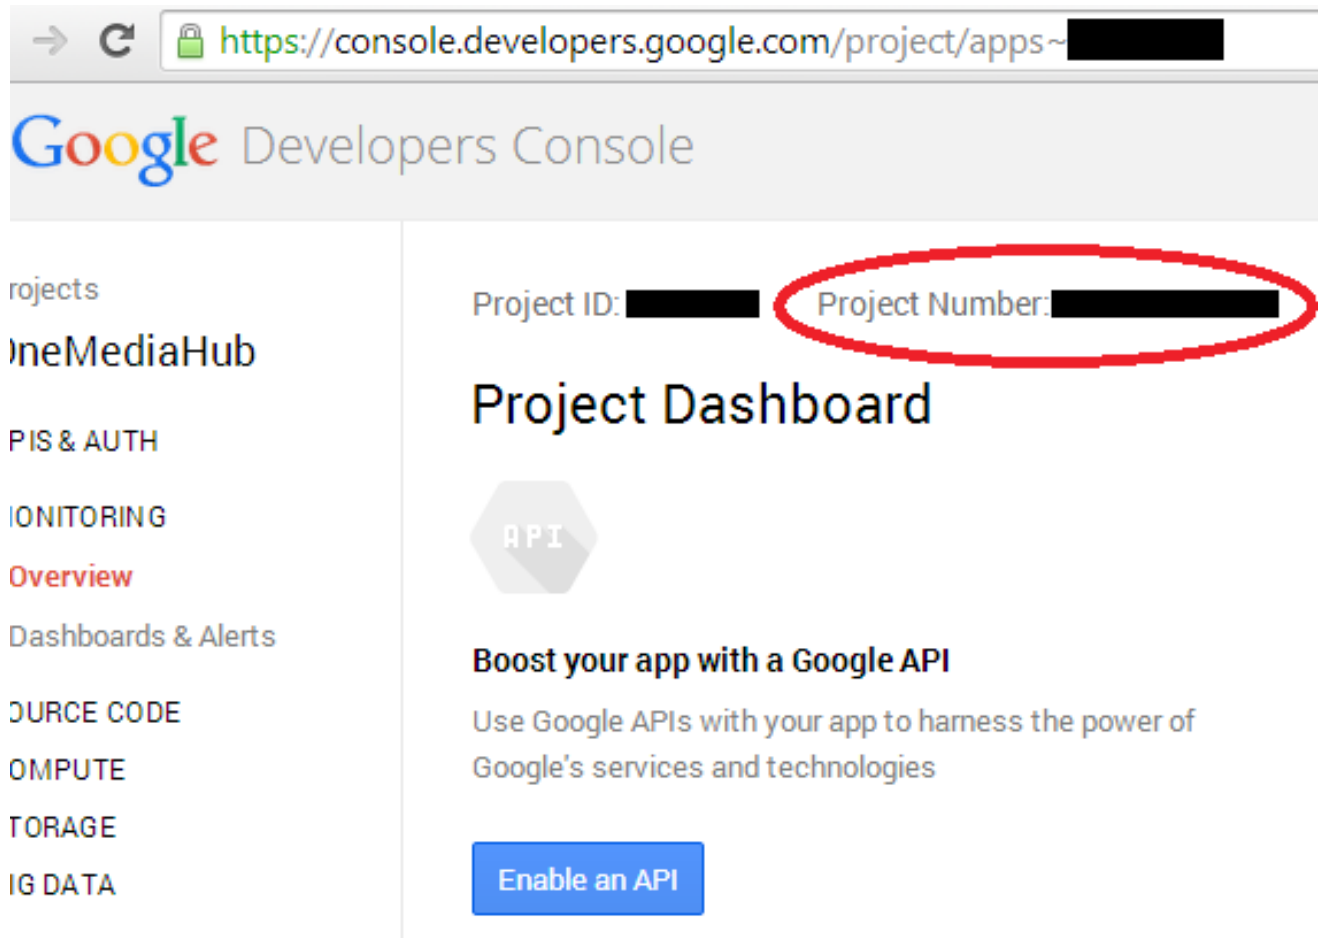 https://console.developers.google.com/project/apps~
Google Developers Console
rojects
neMediaHub
PIS & AUTH
ONITORING
Overview
Dashboards & Alerts
OURCE CODE
OMPUTE
TORAGE
IG DATA
Project ID: Project Number:
Project Dashboard
API
Boost your app with a Google API
Use Google APIs with your app to harness the power of
Google's services and technologies
Enable an API